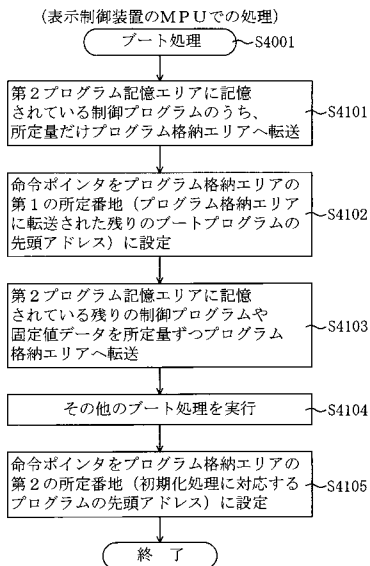 (表示制御装置のMPUでの処理)
ブート処理 S4001
第2プログラム記憶エリアに記憶
されている制御プログラムのうち、
所定量だけプログラム格納エリアへ転送
S4101
命令ポインタをプログラム格納エリアの
第1の所定番地(プログラム格納エリア
に転送された残りのブートプログラムの
先頭アドレス)に設定
S4102
第2プログラム記憶エリアに記憶
されている残りの制御プログラムや
固定値データを所定量ずつプログラム
格納エリアへ転送
S4103
その他のブート処理を実行 S4104
命令ポインタをプログラム格納エリアの
第2の所定番地(初期化処理に対応する
プログラムの先頭アドレス)に設定
S4105
終 了